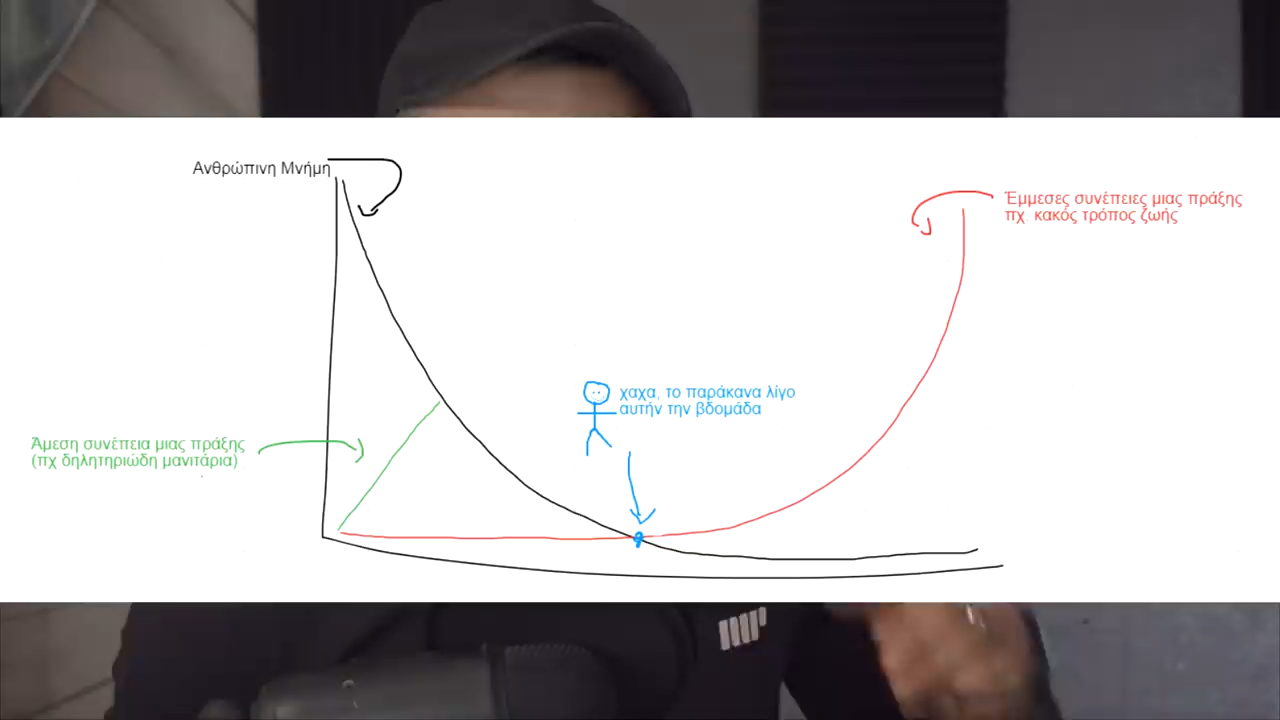 Ανθρώπινη Μνήμη
Έμμεσες συνέπειες μιας πράξης
πχ. κακός τρόπος ζωής
χαχα, το παράκανα λίγο
αυτήν την βδομάδα
Άμεση συνέπεια μιας πράξης
(πχ δηλητηριώδη μανιτάρια)